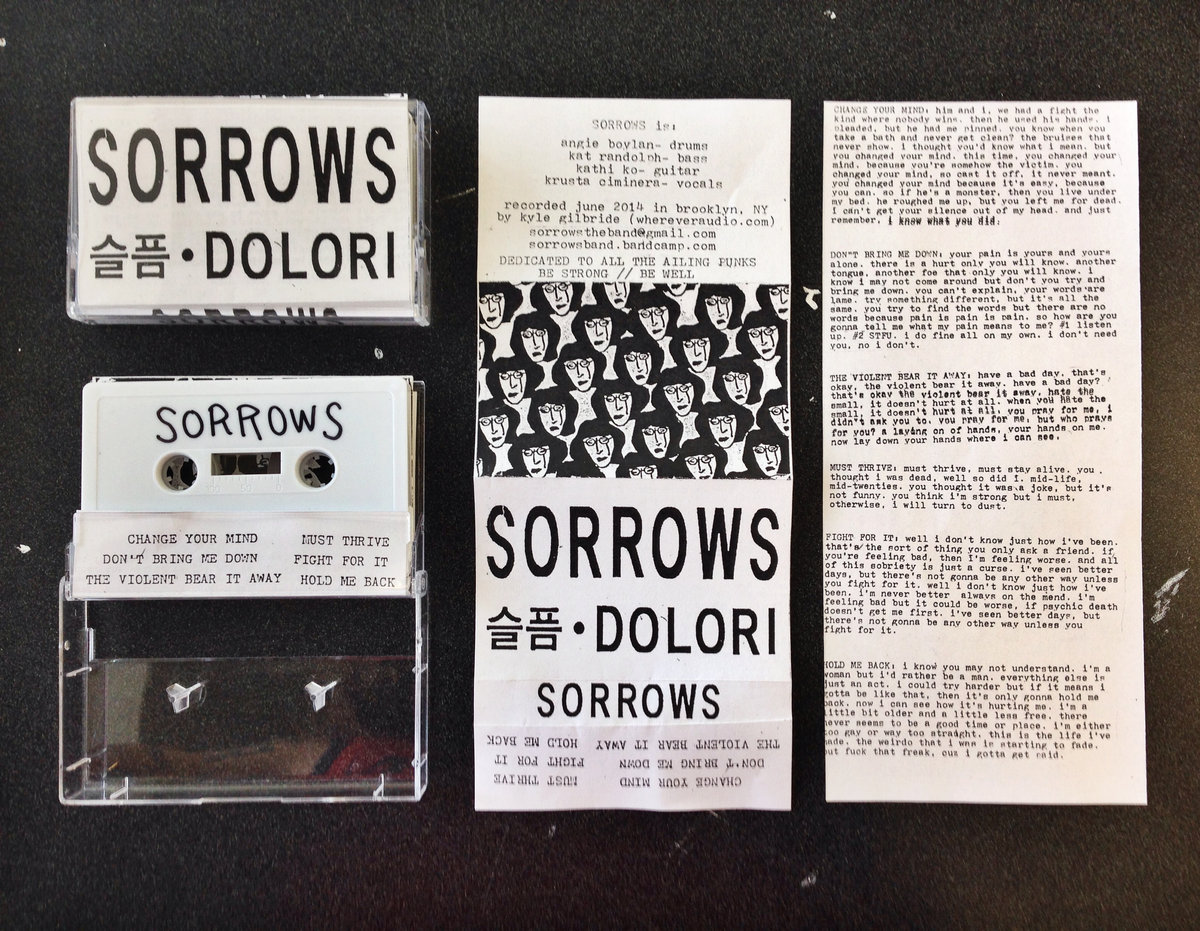 SORROWS
슬픔 • DOLORI
SORROWS
CHANGE YOUR MIND MUST THRIVE
DON'T BRING ME DOWN FIGHT FOR IT
THE VIOLENT BEAR IT AWAY HOLD ME BACK
SORROWS is:
angie boylan- drums
kat randolph- bass
kathi ko- guitar
krusta ciminera- vocals
recorded june 2014 in brooklyn, NY
by kyle gilbride (whereveraudio.com)
sorrowstheband@gmail.com
sorrowsband.bandcamp.com
DEDICATED TO ALL THE AILING PUNKS
BE STRONG // BE WELL
SORROWS
슬픔 • DOLORI
SORROWS
CHANGE YOUR MIND MUST THRIVE
DON'T BRING ME DOWN FIGHT FOR IT
THE VIOLENT BEAR IT AWAY HOLD ME BACK
CHANGE YOUR MIND: him and i, we had a fight the
kind where nobody wins. then he used his hands. i
pleaded. but he had me pinned. you know when you
take a bath and never get clean? the bruises that
never show. i thought you'd know what i mean. but
you changed your mind. this time, you changed your
mind. because you're somehow the victim. you
changed your mind, so cast it off, it never meant.
you changed your mind because it's easy, because
you can. so if he's a monster, then you live under
my bed. he roughed me up, but you left me for dead.
i can't get your silence out of my head. and just
remember, i know what you did.
DON'T BRING ME DOWN: your pain is yours and yours
alone. there is a hurt only you will know. another
tongue, another foe that only you will know. i
know i may not come around but don't you try and
bring me down. you can't explain, your words are
lame. try something different, but it's all the
same. you try to find the words but there are no
words because pain is pain is pain. so how are you
gonna tell me what my pain means to me? #1 listen
up. #2 STFU. i do fine all on my own. i don't need
you, no i don't.
THE VIOLENT BEAR IT AWAY: have a bad day. that's
okay, the violent bear it away. have a bad day?
that's okay the violent bear it away, hate the
small, it doesn't hurt at all. when you hate the
small, it doesn't hurt at all. you pray for me, i
didn't ask you to. you pray for me, but who prays
for you? a laying on of hands, your hands on me.
now lay down your hands where i can see.
MUST THRIVE: must thrive, must stay alive. you
thought i was dead, well so did I. mid-life,
mid-twenties. you thought it was a joke, but it's
not funny. you think i'm strong but i must,
otherwise, i will turn to dust.
FIGHT FOR IT: well i don't know just how i've been.
that's the sort of thing you only ask a friend. if
you're feeling bad, then i'm feeling worse. and all
of this sobriety is just a curse. i've seen better
days, but there's not gonna be any other way unless
you fight for it. well i don't know just how i've
been. i'm never better always on the mend. i'm
feeling bad but it could be worse, if psychic death
doesn't get me first. i've seen better days, but
there's not gonna be any other way unless you
fight for it.
HOLD ME BACK: i know you may not understand. i'm a
woman but i'd rather be a man. everything else is
just an act. i could try harder but if it means i
gotta be like that, then it's only gonna hold me
back. now i can see how it's hurting me. i'm a
little bit older and a little less free. there
never seems to be a good time or place. i'm either
too gay or way too straight. this is the life i've
made. the weirdo that i was is starting to fade.
but fuck that freak, cuz i gotta get paid.